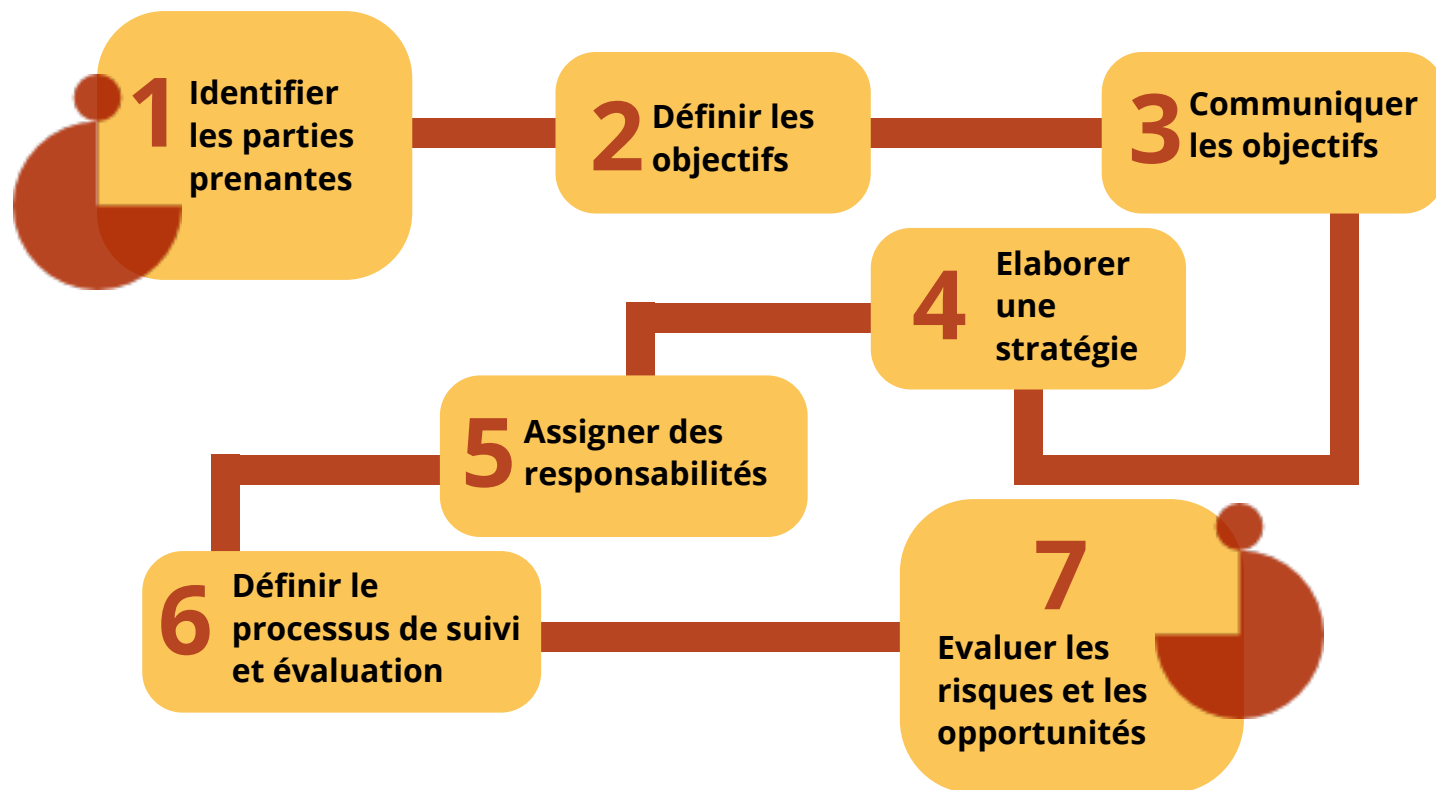 1
Identifier
les parties
prenantes
2
Définir les
objectifs
3
Communiquer
les objectifs
4
Elaborer
une
stratégie
5
Assigner des
responsabilités
6
Définir le
processus de suivi
et évaluation
7
Evaluer les
risques et les
opportunités